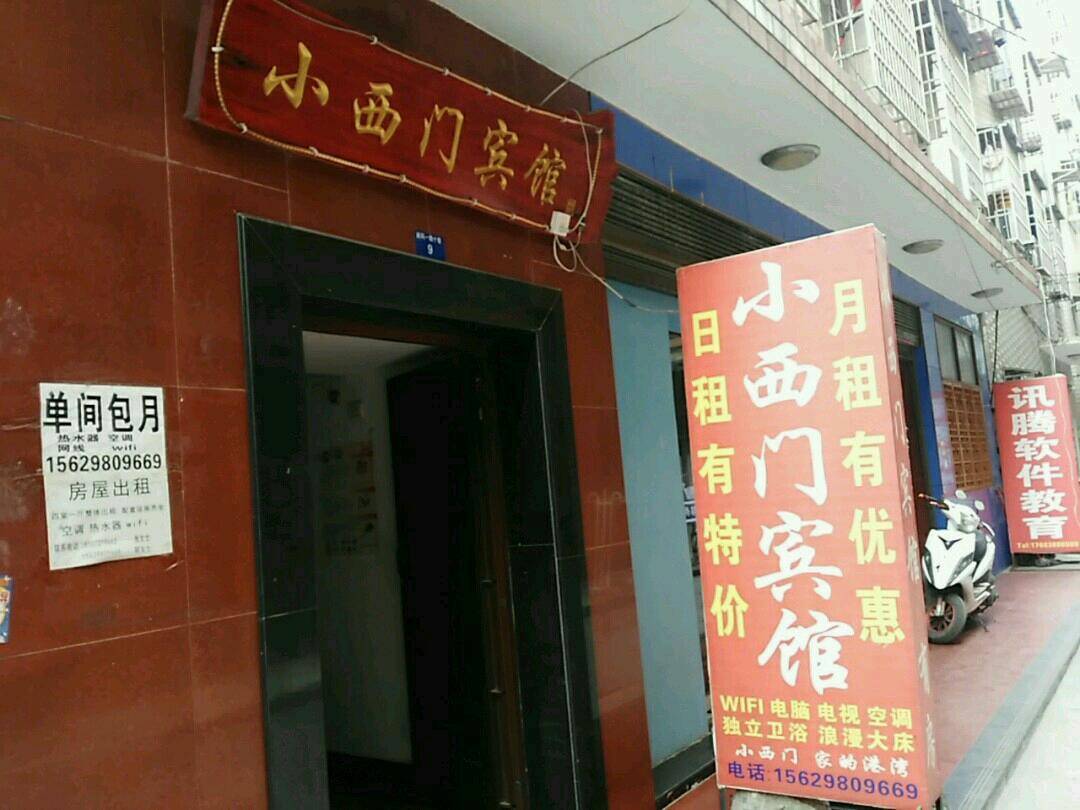 小西门宾馆
9
单间包月
热水器 空调
网线 wifi
15629809669
房屋出租
空调 热水器 wifi
日租有特价
小西门宾馆
月租有优惠
WIFI 电脑 电视 空调
独立卫浴 浪漫大床
小西门 家的港湾
电话:15629809669
讯腾软件教育